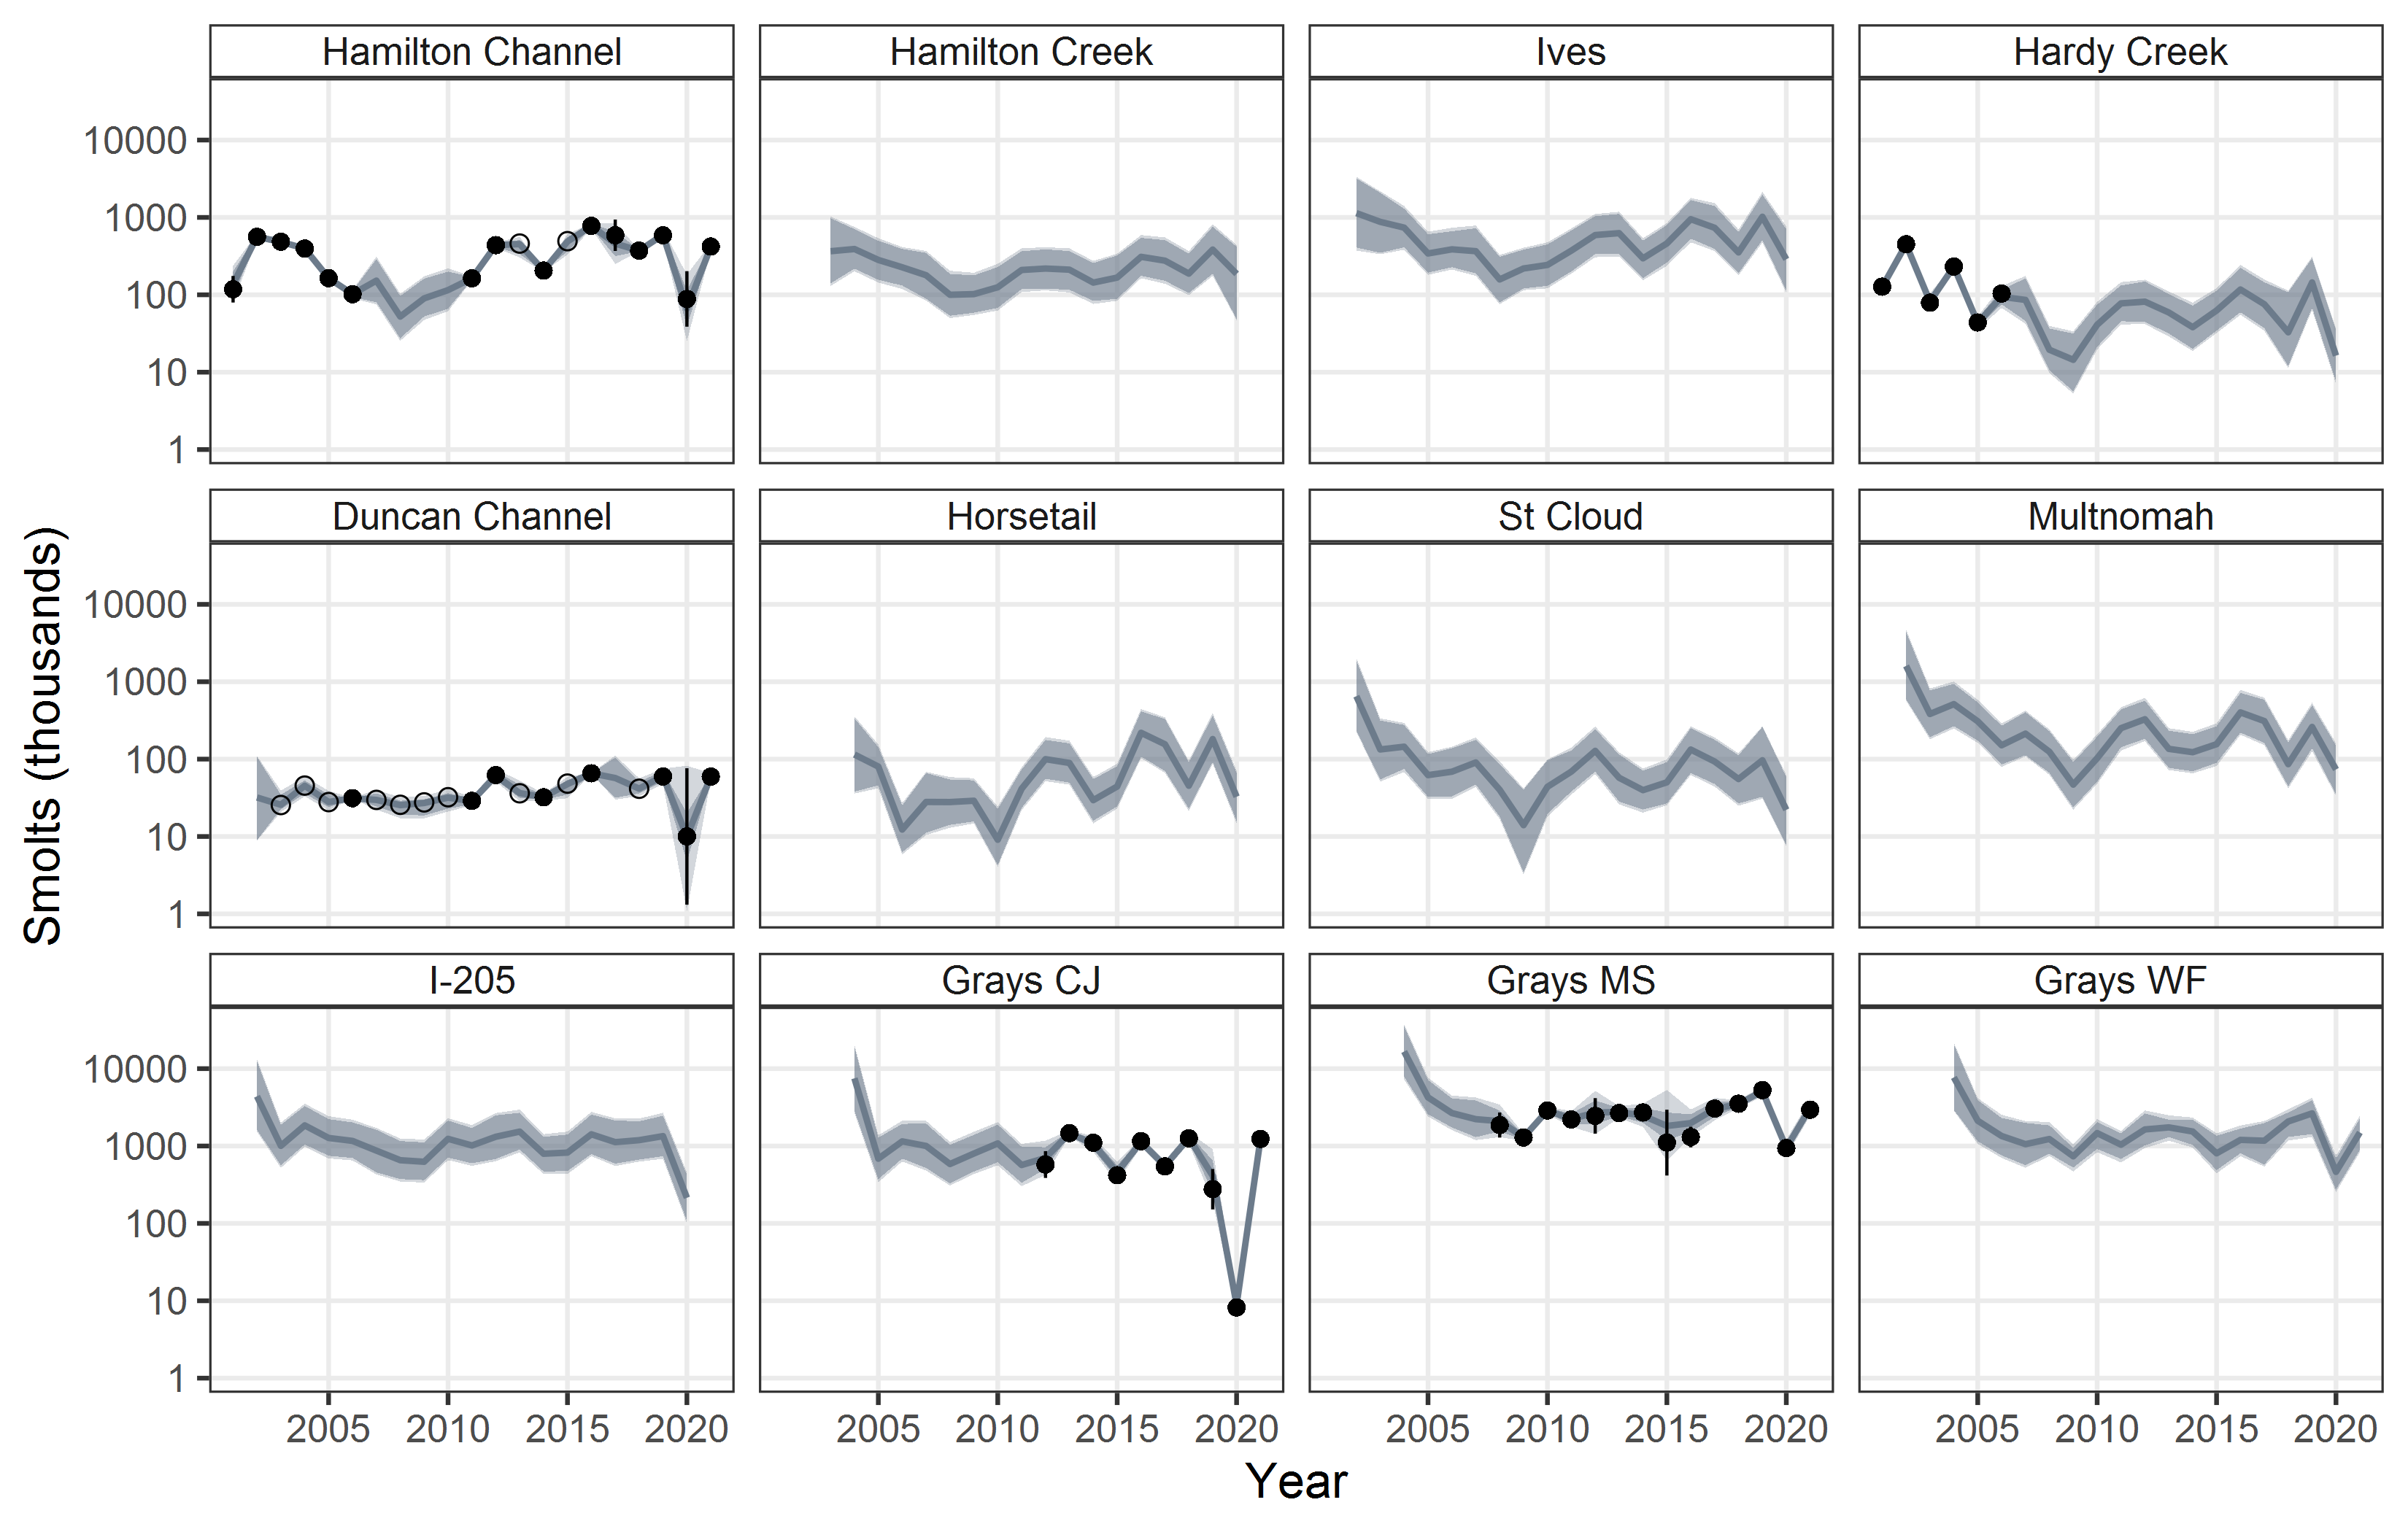 Hamilton Channel
Hamilton Creek
Ives
Hardy Creek
10000
1000
100
10
1
Duncan Channel
Horsetail
St Cloud
Multnomah
10000
1000
100
10
1
Smolts (thousands)
I-205
Grays CJ
Grays MS
Grays WF
10000
1000
100
10
1
2005 2010 2015 2020
2005 2010 2015 2020
2005 2010 2015 2020
2005 2010 2015 2020
Year